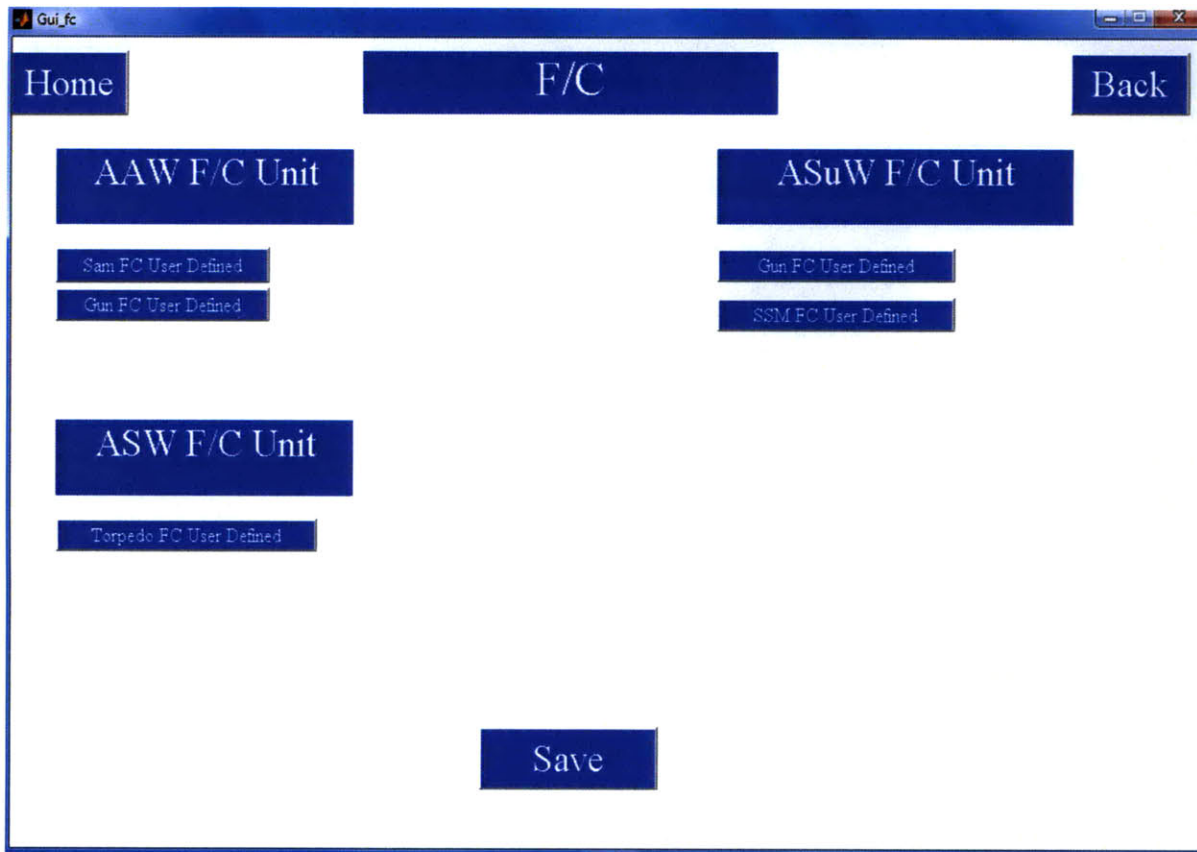 Gui_fc
Home
F/C
Back
AAW F/C Unit
ASuW F/C Unit
Sam FC User Defined
Gun FC User Defined
Gun FC User Defined
SSM FC User Defined
ASW F/C Unit
Torpedo FC User Defined
Save